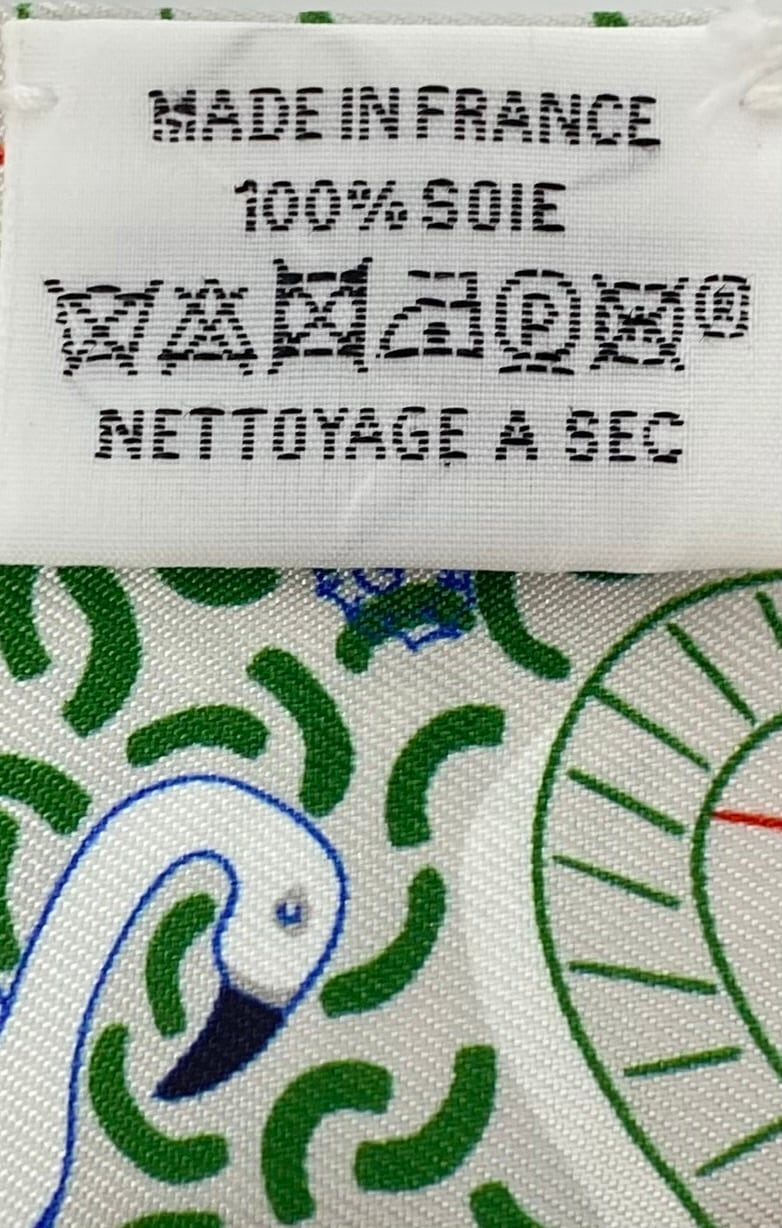 MADE IN FRANCE
100% SOIE
P ®
NETTOYAGE A SEC